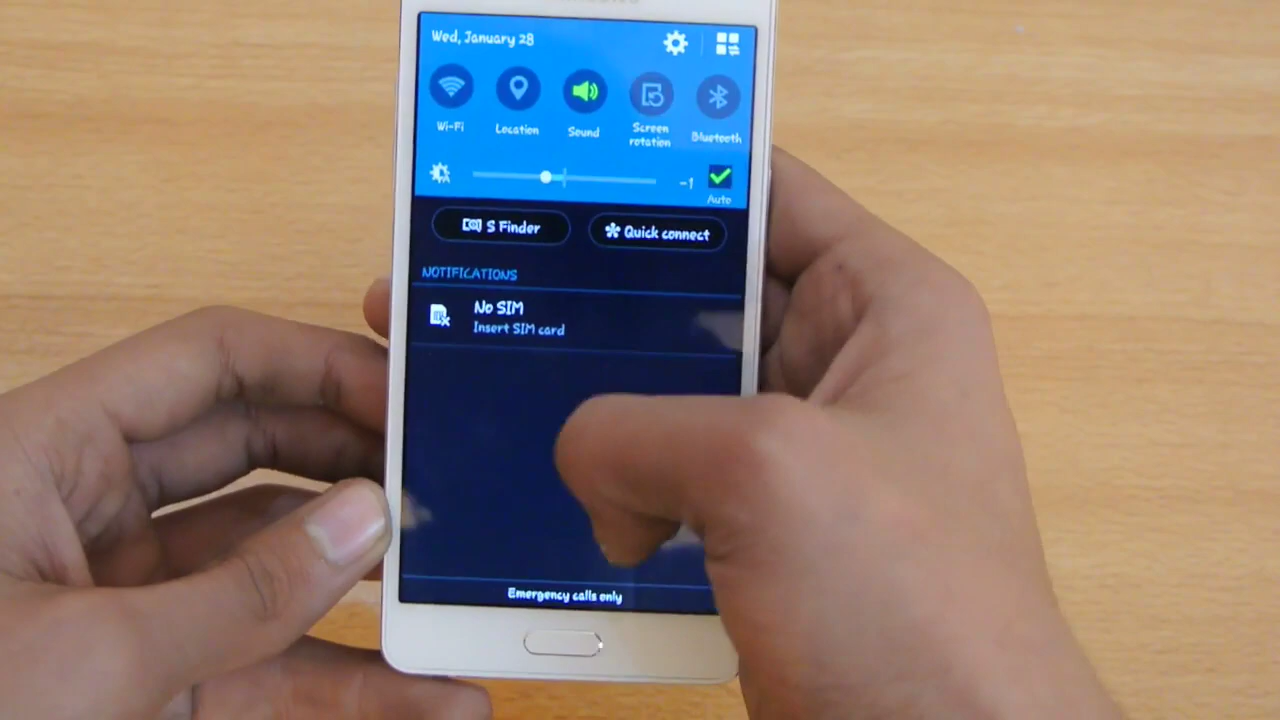 Wed, January 28
Wi-Fi
Location
Sound
Screen
rotation
Bluetooth
-1
Auto
S Finder
Quick connect
NOTIFICATIONS
No SIM
Insert SIM card
Emergency calls only